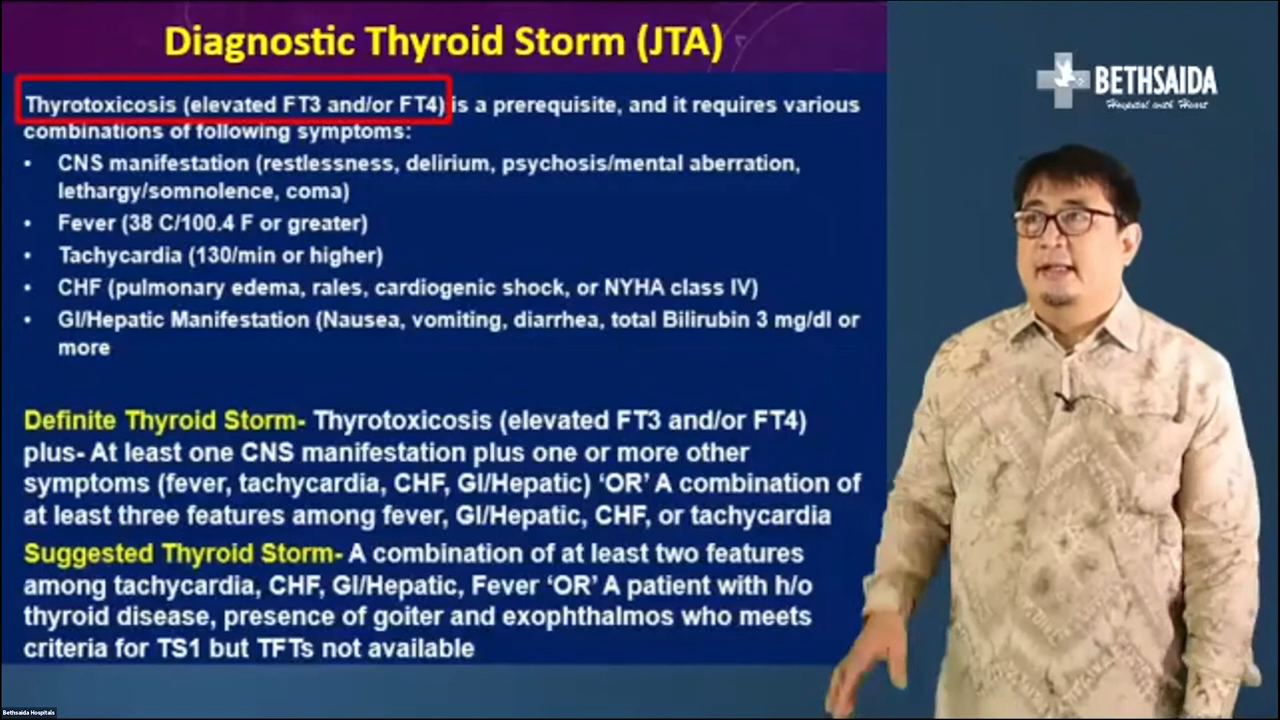 Diagnostic Thyroid Storm (JTA)
Thyrotoxicosis (elevated FT3 and/or FT4) is a prerequisite, and it requires various
combinations of following symptoms:
• CNS manifestation (restlessness, delirium, psychosis/mental aberration,
lethargy/somnolence, coma)
• Fever (38 C/100.4 F or greater)
• Tachycardia (130/min or higher)
• CHF (pulmonary edema, rales, cardiogenic shock, or NYHA class IV)
• GI/Hepatic Manifestation (Nausea, vomiting, diarrhea, total Bilirubin 3 mg/dl or
more
Definite Thyroid Storm- Thyrotoxicosis (elevated FT3 and/or FT4)
plus- At least one CNS manifestation plus one or more other
symptoms (fever, tachycardia, CHF, GI/Hepatic) ‘OR’ A combination of
at least three features among fever, GI/Hepatic, CHF, or tachycardia
Suggested Thyroid Storm- A combination of at least two features
among tachycardia, CHF, GI/Hepatic, Fever ‘OR’ A patient with h/o
thyroid disease, presence of goiter and exophthalmos who meets
criteria for TS1 but TFTs not available
BETHSAIDA
Hospital with Heart
Bethsaida Hospitals